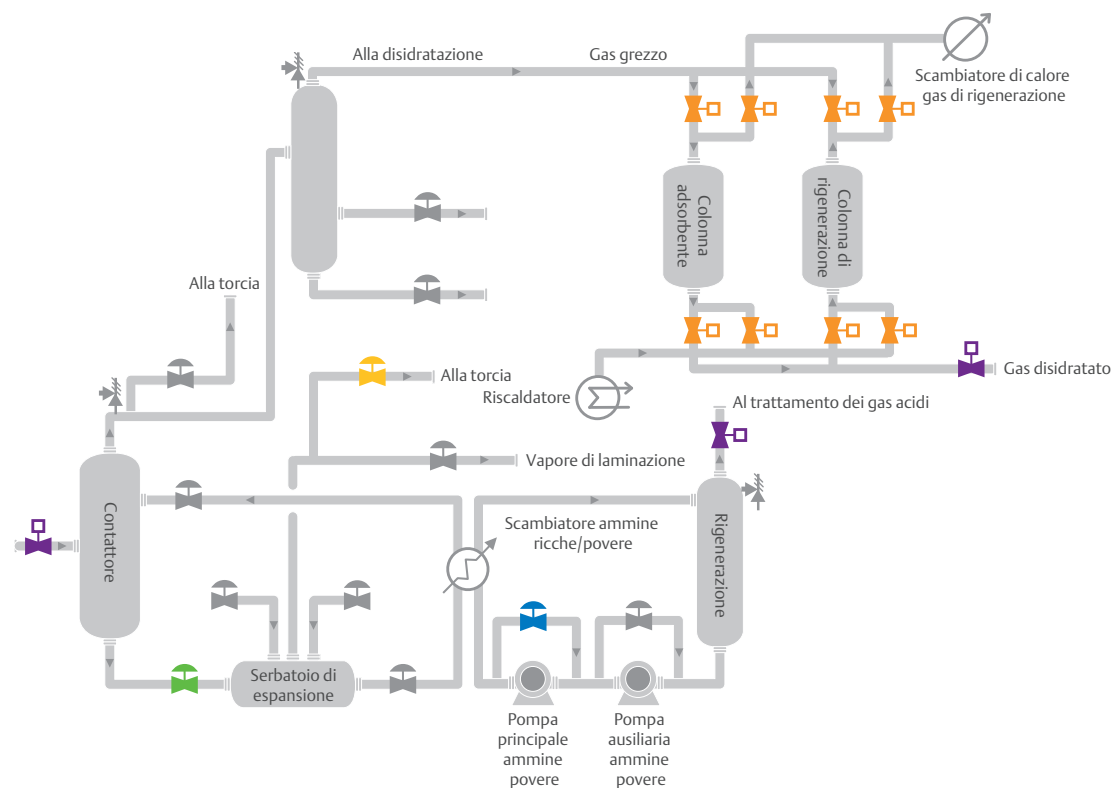 Alla disidratazione
Gas grezzo
Scambiatore di calore
gas di rigenerazione
Colonna
adsorbente
Colonna di
rigenerazione
Alla torcia
Alla torcia
Riscaldatore
Gas disidratato
Al trattamento dei gas acidi
Vapore di laminazione
Contattore
Scambiatore ammine
ricche/povere
Rigenerazione
Serbatoio di
espansione
Pompa
principale
ammine
povere
Pompa
ausiliaria
ammine
povere